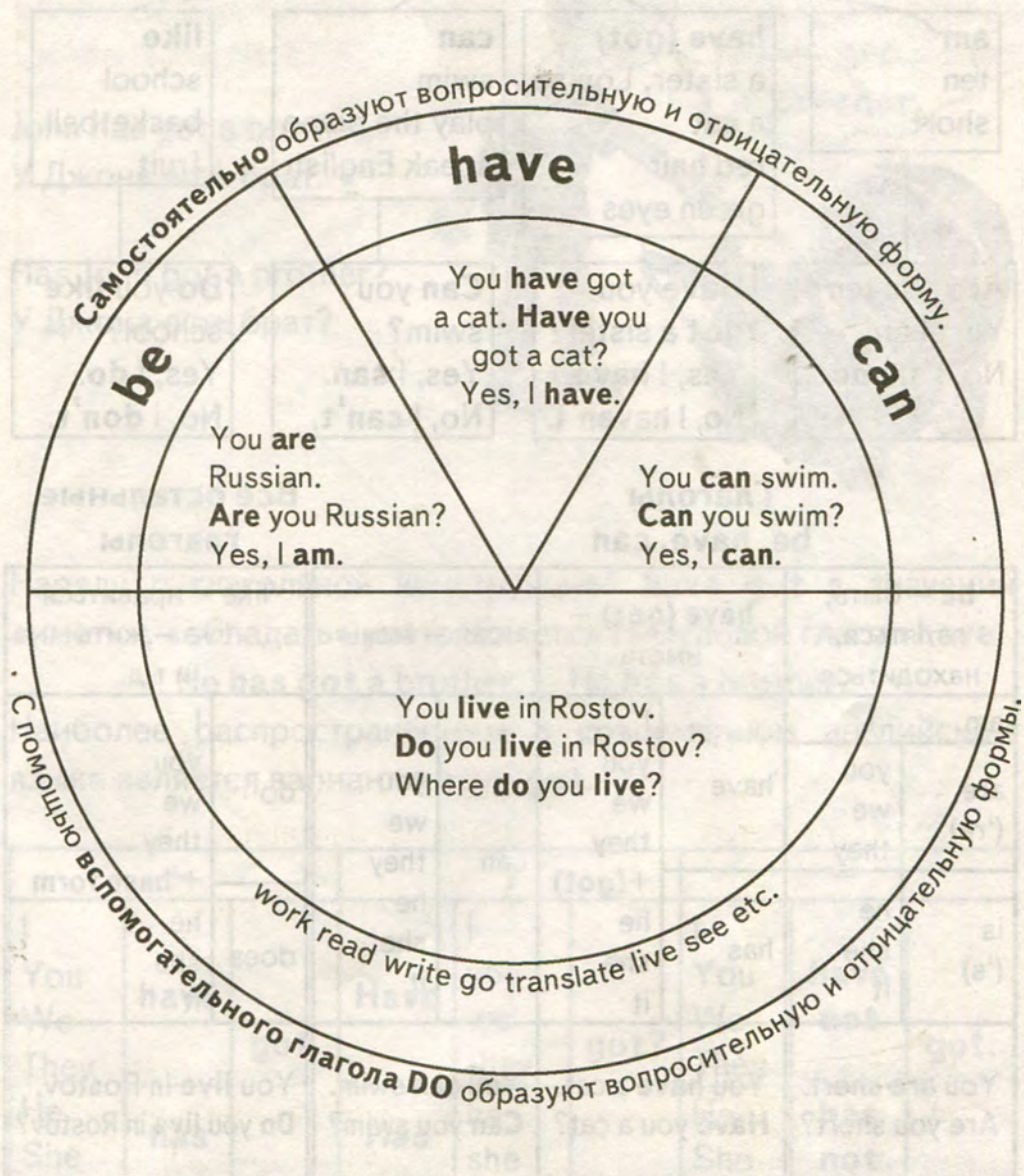 Самостоятельно образуют вопросительную и отрицательную форму.
have
be
can
You have got
a cat. Have you
got a cat?
Yes, I have.
You are
Russian.
Are you Russian?
Yes, I am.
You can swim.
Can you swim?
Yes, I can.
You live in Rostov.
Do you live in Rostov?
Where do you live?
work read write go translate live see etc.
С помощью вспомогательного глагола DO образуют вопросительную и отрицательную формы.